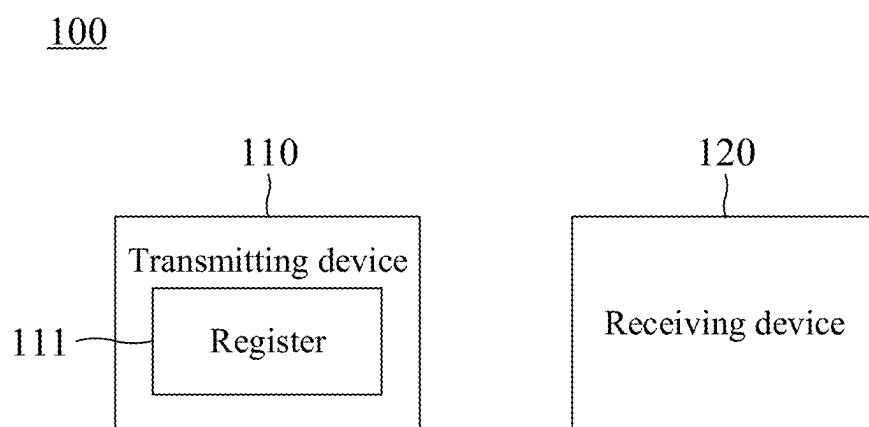 100
110
120
Transmitting device
111
Register
Receiving device